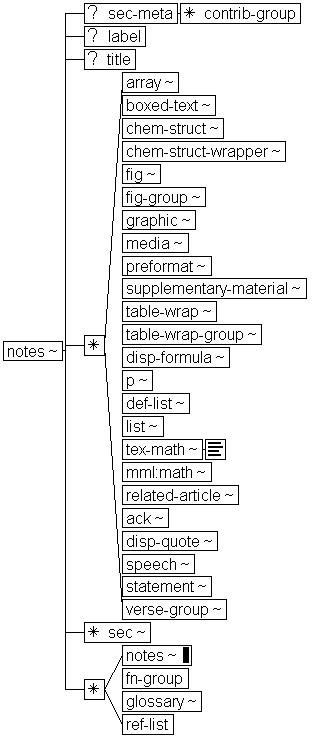 ? sec-meta * contrib-group
? label
? title
array ~
boxed-text ~
chem-struct ~
chem-struct-wrapper ~
fig ~
fig-group ~
graphic ~
media ~
preformat ~
supplementary-material ~
table-wrap ~
table-wrap-group ~
disp-formula ~
notes ~ *
p ~
def-list ~
list ~
tex-math ~
mml:math ~
related-article ~
ack ~
disp-quote ~
speech ~
statement ~
verse-group ~
* sec ~
notes ~
fn-group
*
glossary ~
ref-list